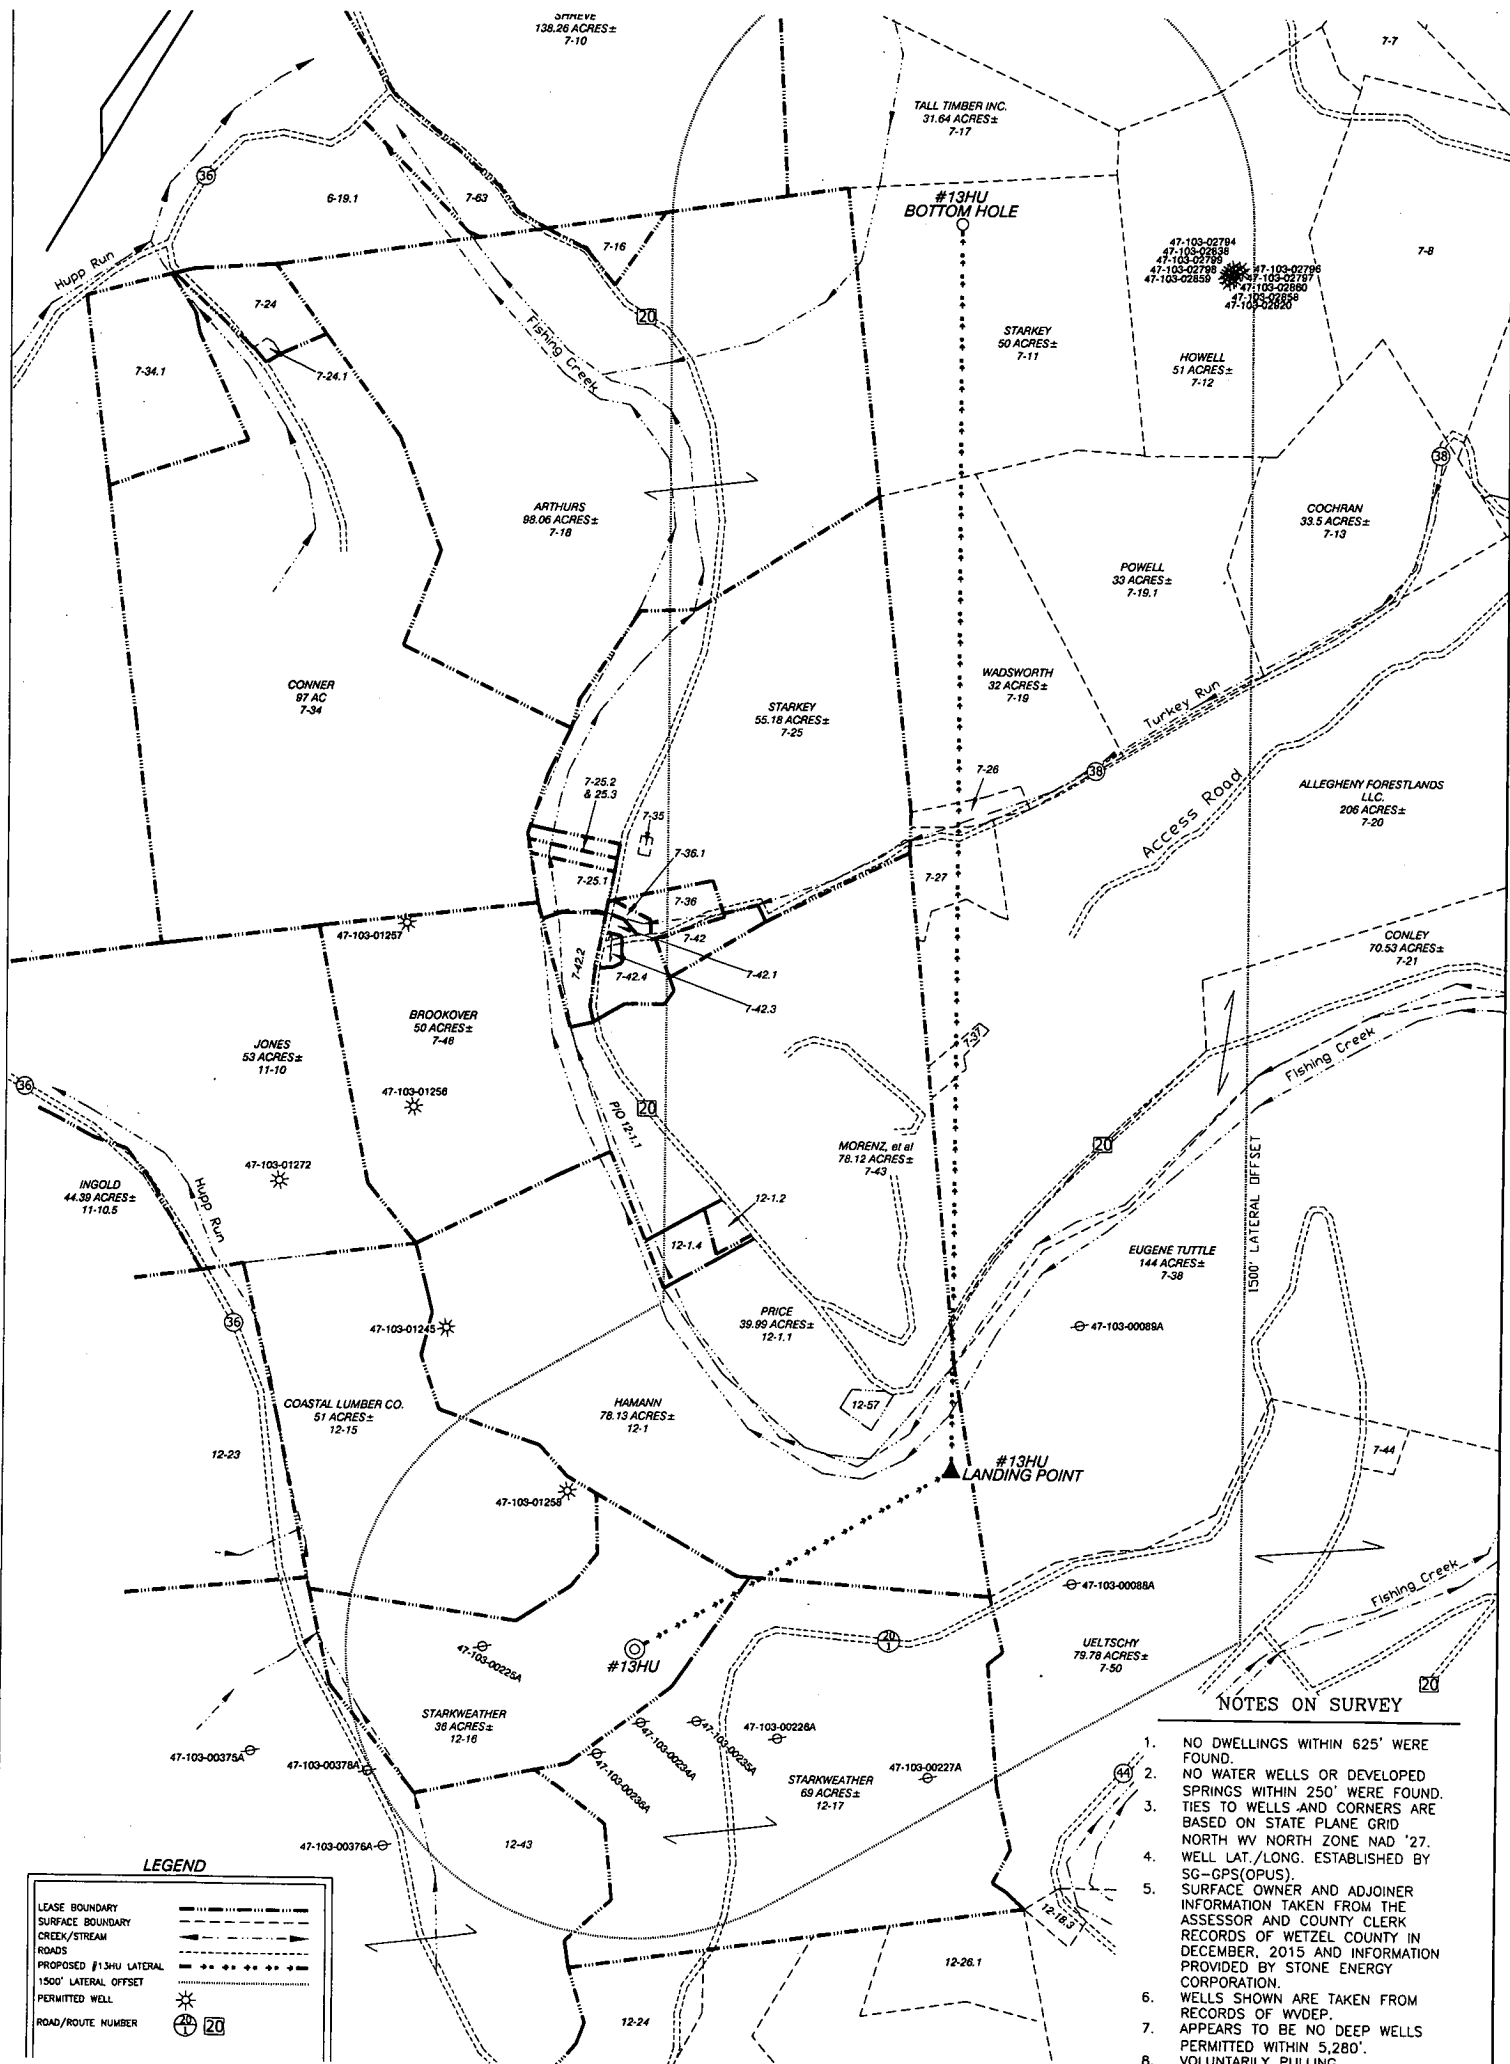 SHREVE
138.26 ACRES±
7-10
7-7
TALL TIMBER INC.
31.64 ACRES±
7-17
36
6-19.1
7-63
#13HU
BOTTOM HOLE
7-16
47-103-02794
47-103-02838
47-103-02799
47-103-02798
47-103-02859
47-103-02796
47-103-02797
47-103-02860
47-103-02858
47-103-02920
7-8
Hupp Run
7-24
20
Fishing Creek
STARKEY
50 ACRES±
7-11
HOWELL
51 ACRES±
7-12
7-34.1
7-24.1
38
ARTHURS
98.06 ACRES±
7-18
COCHRAN
33.5 ACRES±
7-13
POWELL
33 ACRES±
7-19.1
CONNER
97 AC
7-34
WADSWORTH
32 ACRES±
7-19
STARKEY
55.18 ACRES±
7-25
Turkey Run
7-26
38
7-25.2
& 25.3
ALLEGHENY FORESTLANDS
LLC.
206 ACRES±
7-20
Access Road
7-35
7-36.1
7-25.1
7-27
7-36
47-103-01257
7-42
CONLEY
70.53 ACRES±
7-21
7-42.2
7-42.4
7-42.1
7-42.3
BROOKOVER
50 ACRES±
7-48
JONES
53 ACRES±
11-10
7-37
Fishing Creek
36
47-103-01256
P/O 12-1.1
20
MORENZ, et al
78.12 ACRES±
7-43
20
47-103-01272
INGOLD
44.39 ACRES±
11-10.5
Hupp Run
12-1.2
1500' LATERAL OFFSET
12-1.4
EUGENE TUTTLE
144 ACRES±
7-38
36
47-103-01245
PRICE
39.99 ACRES±
12-1.1
47-103-00089A
COASTAL LUMBER CO.
51 ACRES±
12-15
HAMANN
78.13 ACRES±
12-1
12-57
12-23
7-44
#13HU
LANDING POINT
47-103-01258
47-103-00088A
Fishing Creek
20
1
47-103-00225A
#13HU
UELTSCHY
79.78 ACRES±
7-50
20
STARKWEATHER
36 ACRES±
12-16
47-103-00234A
47-103-00235A
47-103-00226A
47-103-00375A
47-103-00378A
47-103-00236A
STARKWEATHER
69 ACRES±
12-17
47-103-00227A
44
47-103-00376A
12-43
12-18.3
12-26.1
12-24
NOTES ON SURVEY
1. NO DWELLINGS WITHIN 625' WERE
FOUND.
2. NO WATER WELLS OR DEVELOPED
SPRINGS WITHIN 250' WERE FOUND.
3. TIES TO WELLS AND CORNERS ARE
BASED ON STATE PLANE GRID
NORTH WV NORTH ZONE NAD '27.
4. WELL LAT./LONG. ESTABLISHED BY
SG-GPS(OPUS).
5. SURFACE OWNER AND ADJOINER
INFORMATION TAKEN FROM THE
ASSESSOR AND COUNTY CLERK
RECORDS OF WETZEL COUNTY IN
DECEMBER, 2015 AND INFORMATION
PROVIDED BY STONE ENERGY
CORPORATION.
6. WELLS SHOWN ARE TAKEN FROM
RECORDS OF WVDEP.
7. APPEARS TO BE NO DEEP WELLS
PERMITTED WITHIN 5,280'.
8. VOLUNTARILY PULLING
LEGEND
LEASE BOUNDARY
SURFACE BOUNDARY
CREEK/STREAM
ROADS
PROPOSED #13HU LATERAL
1500' LATERAL OFFSET
PERMITTED WELL
ROAD/ROUTE NUMBER
20
1
20